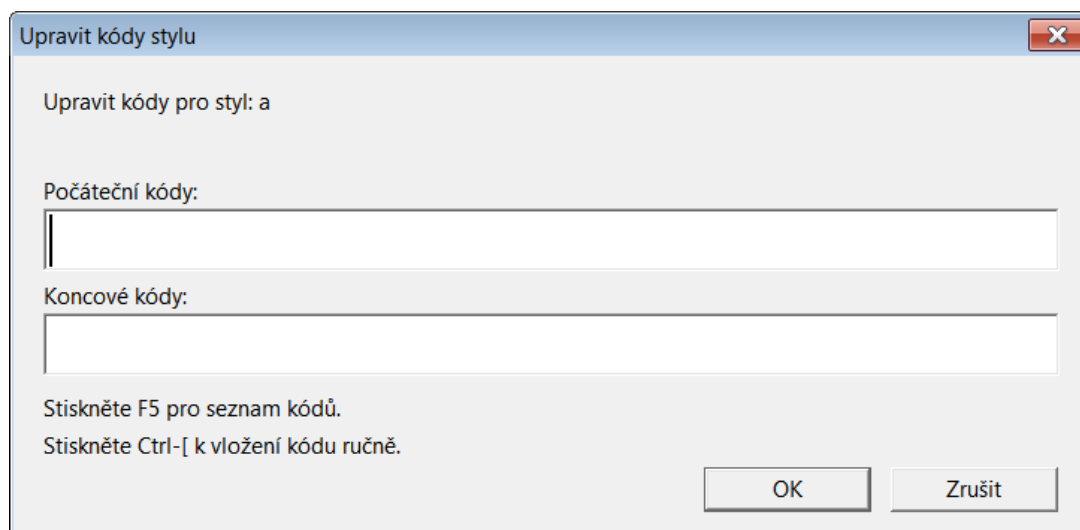 Upravit kódy stylu
Upravit kódy pro styl: a
Počáteční kódy:
Koncové kódy:
Stiskněte F5 pro seznam kódů.
Stiskněte Ctrl-[ k vložení kódu ručně.
OK Zrušit